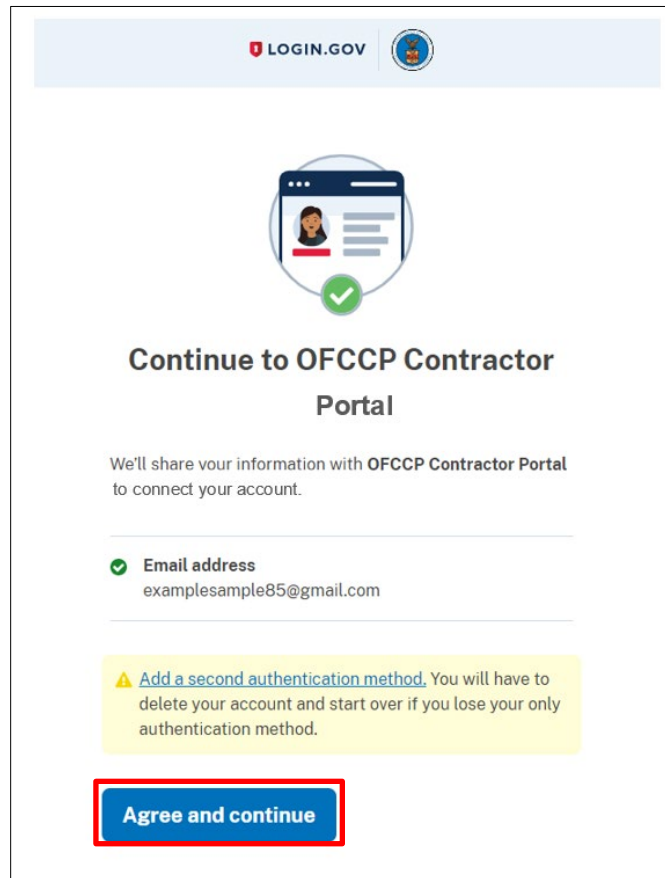 LOGIN.GOV
Continue to OFCCP Contractor
Portal
We'll share your information with OFCCP Contractor Portal
to connect your account.
Email address
examplesample85@gmail.com
Add a second authentication method. You will have to
delete your account and start over if you lose your only
authentication method.
Agree and continue